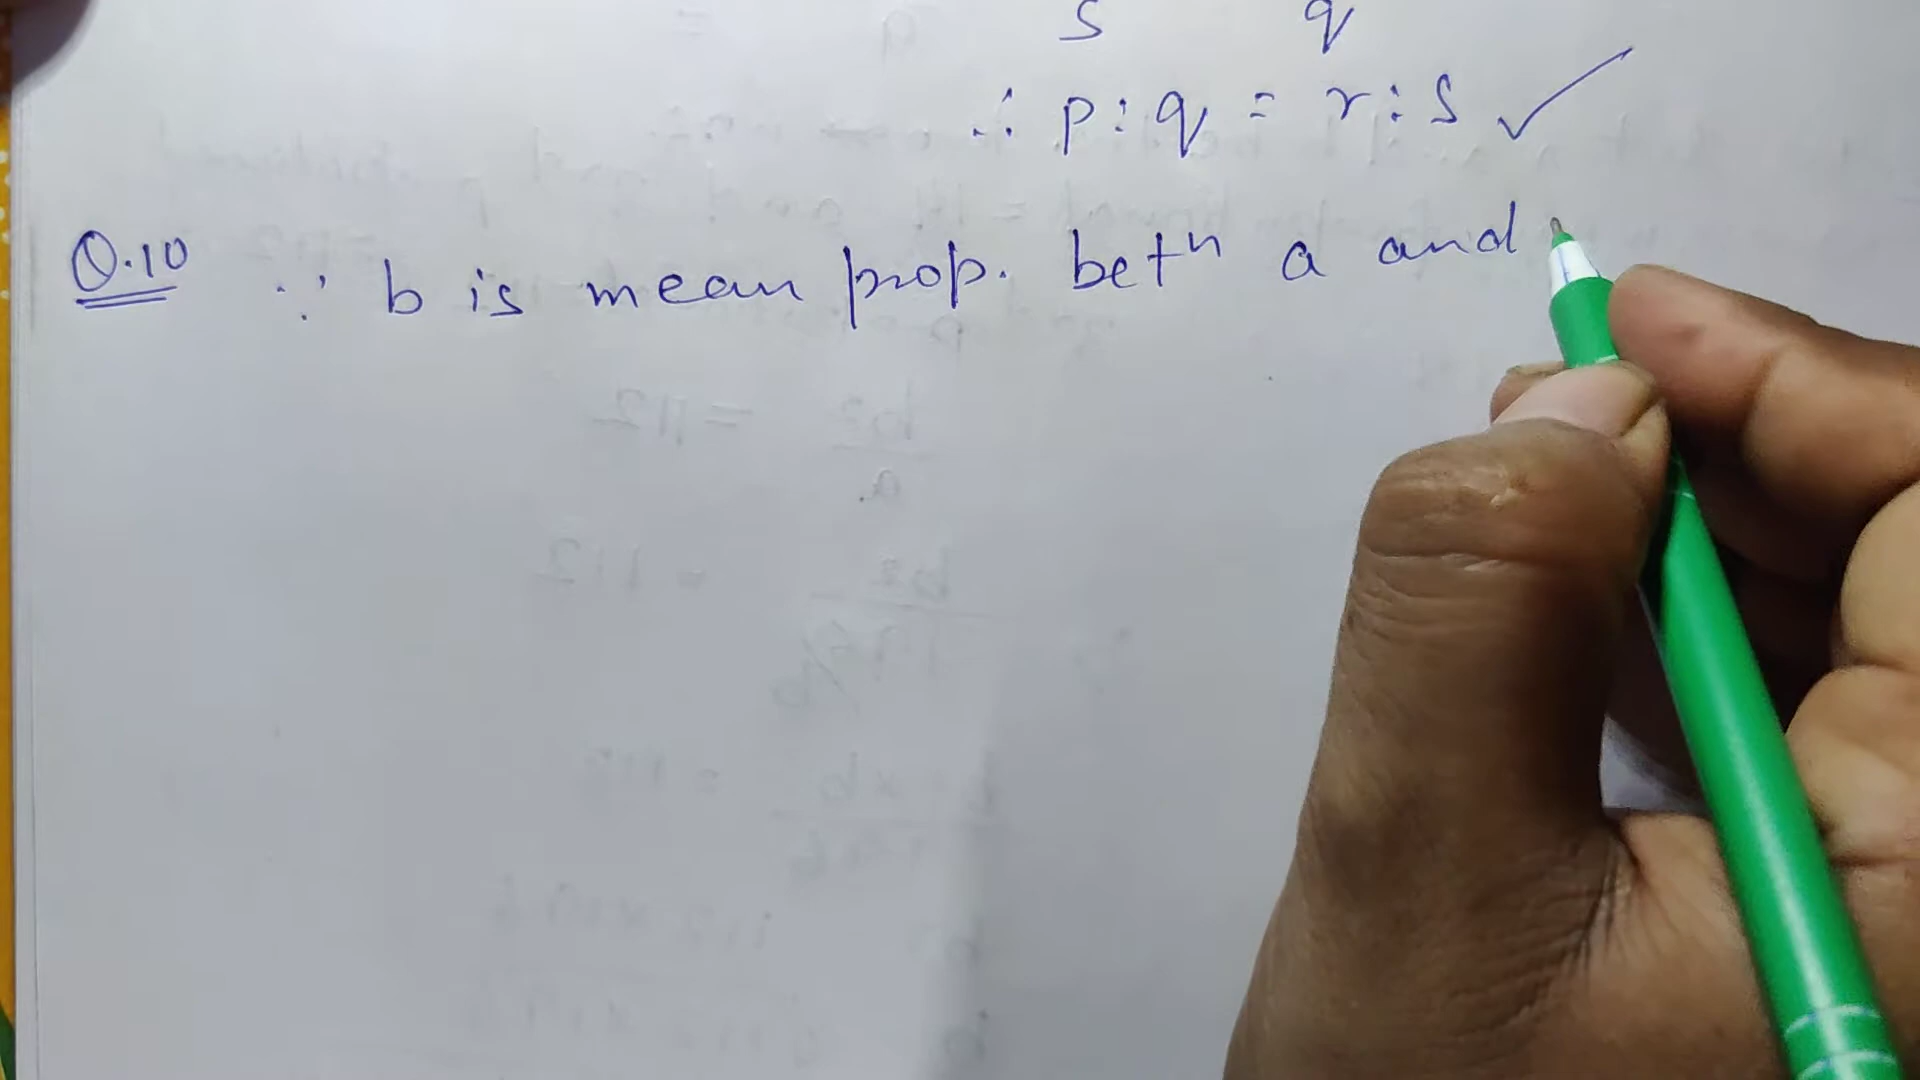 s q
∴ p : q = r : s ✓
Q.10 ∵ b is mean prop. betⁿ a and